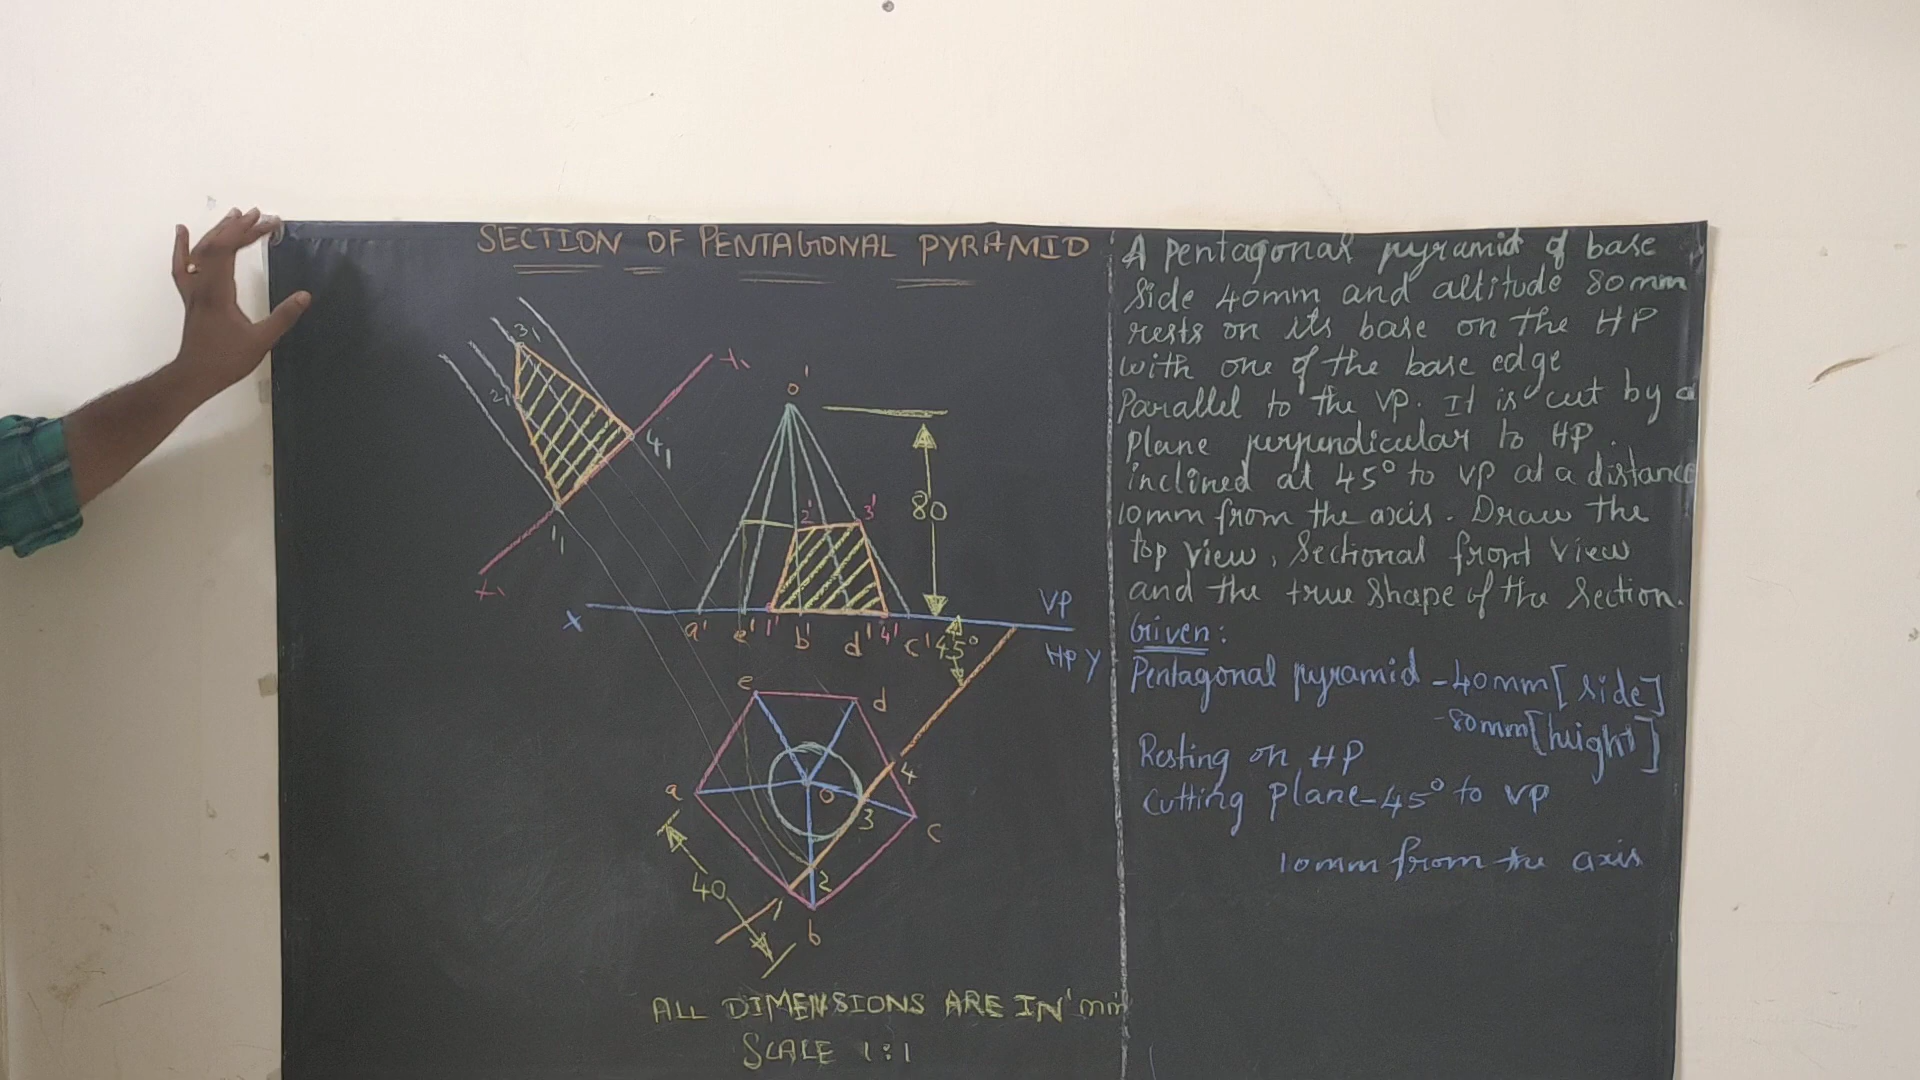 SECTION OF PENTAGONAL PYRAMID
3₁
2₁
4₁
1₁
X₁
X₁
o'
80
2'
3'
X
VP
HP Y
a' e' 1' b' d' 4' c' 45°
e
d
a
o
4
3
c
2
1
b
40
ALL DIMENSIONS ARE IN 'mm'
SCALE 1:1
A pentagonal pyramid of base
side 40mm and altitude 80mm
rests on its base on the HP
with one of the base edge
Parallel to the VP. It is cut by a
plane perpendicular to HP.
inclined at 45° to VP at a distance
10mm from the axis. Draw the
top view, Sectional front view
and the true Shape of the Section.
Given:
Pentagonal pyramid - 40mm [side]
- 80mm [height]
Resting on HP
Cutting plane - 45° to VP
10mm from the axis